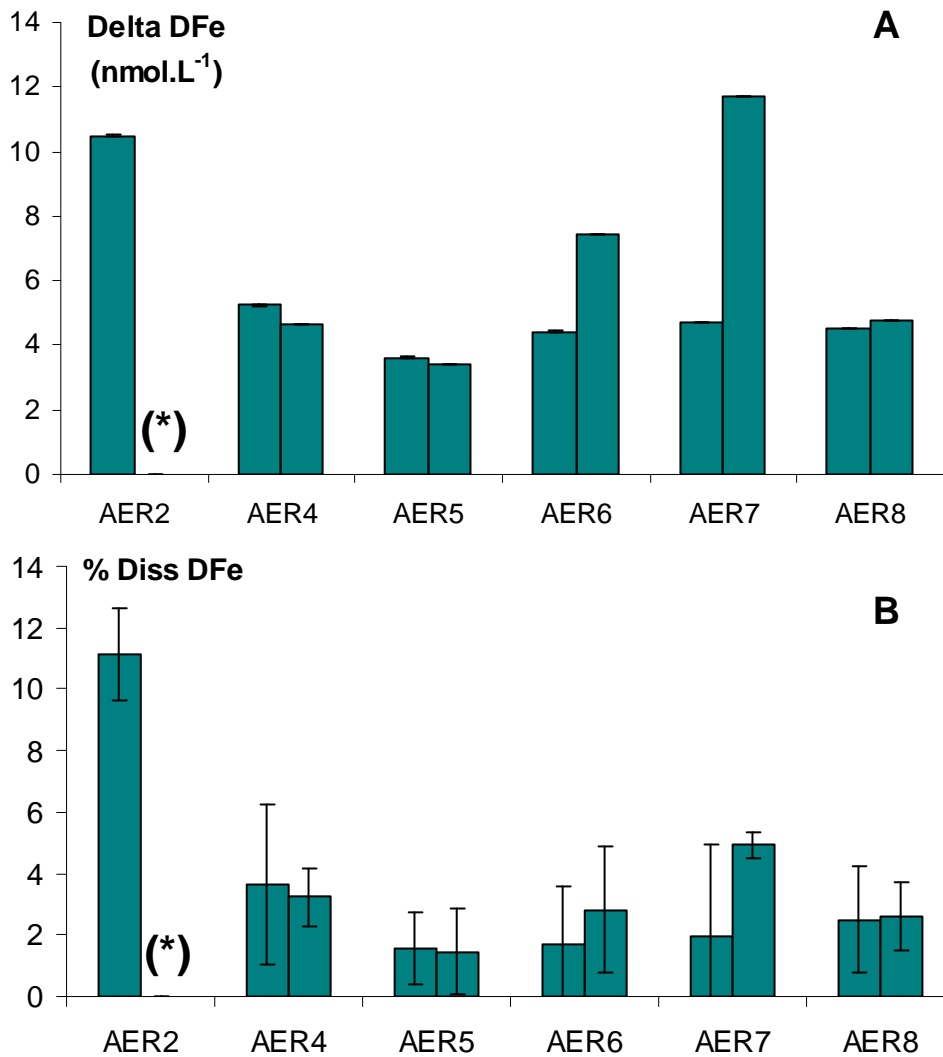 14
Delta DFe
A
(nmol.L-1)
12
10
8
6
4
2
(*)
0
AER2 AER4 AER5 AER6 AER7 AER8
14
% Diss DFe
B
12
10
8
6
4
2
(*)
0
AER2 AER4 AER5 AER6 AER7 AER8